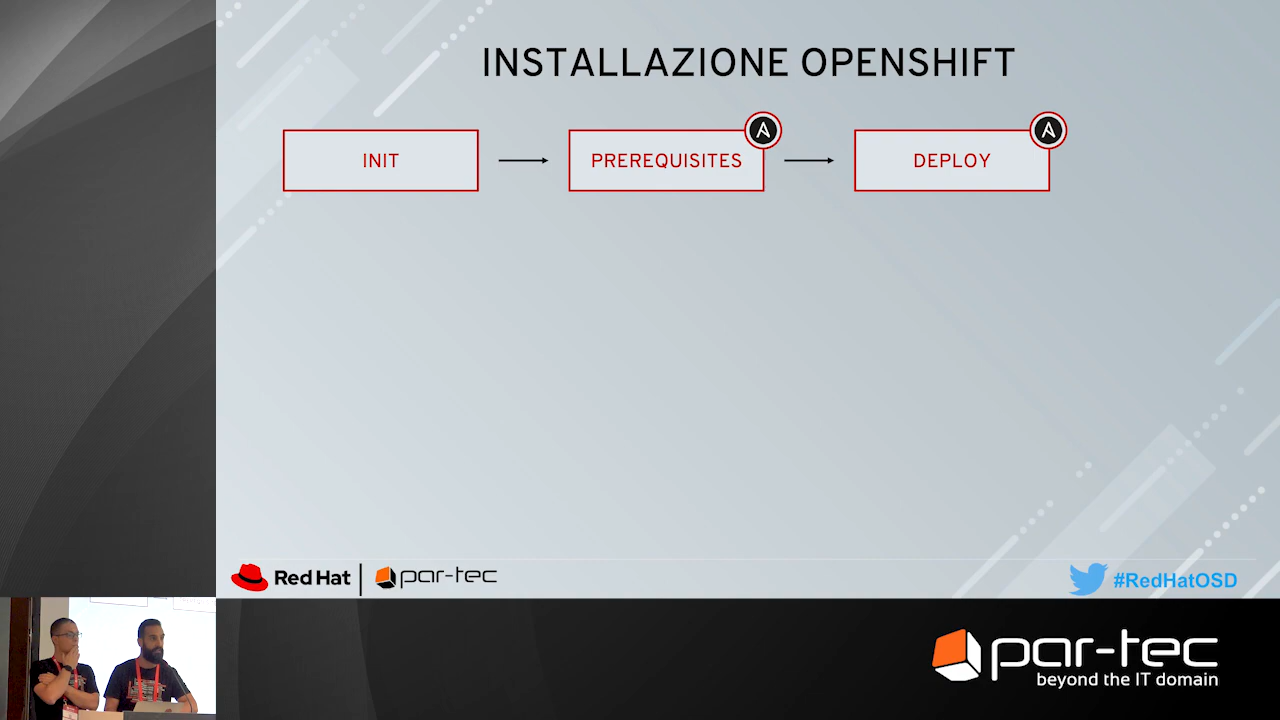 INSTALLAZIONE OPENSHIFT
INIT
PREREQUISITES
DEPLOY
Red Hat
par-tec
#RedHatOSD
par-tec
beyond the IT domain